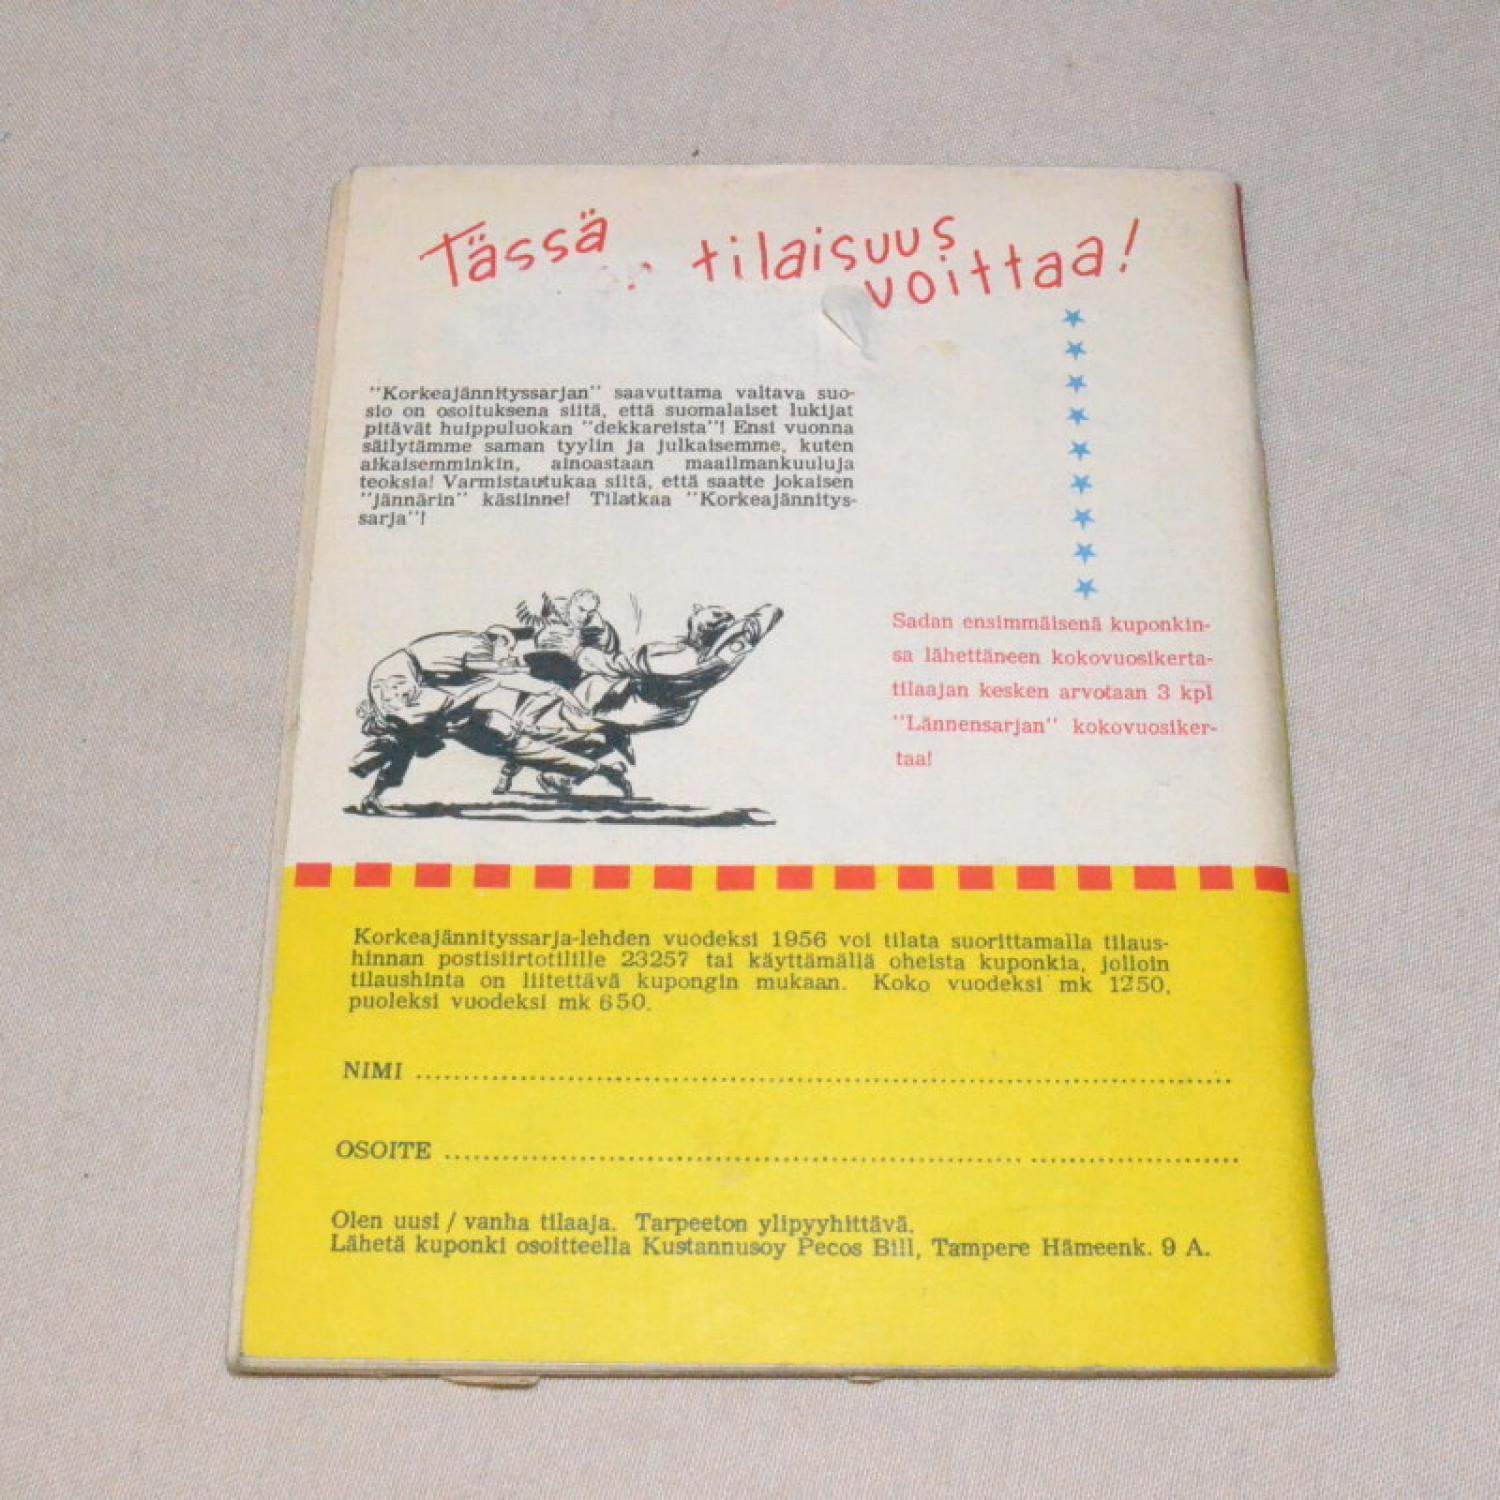 Tässä tilaisuus
voittaa!
"Korkeajännityssarjan" saavuttama valtava suo-
sio on osoituksena siitä, että suomalaiset lukijat
pitävät huippuluokan "dekkareista"! Ensi vuonna
säilytämme saman tyylin ja julkaisemme, kuten
aikaisemminkin, ainoastaan maailmankuuluja
teoksia! Varmistautukaa siitä, että saatte jokaisen
"jännärin" käsiinne! Tilatkaa "Korkeajännitys-
sarja"!
Sadan ensimmäisenä kuponkin-
sa lähettäneen kokovuosikerta-
tilaajan kesken arvotaan 3 kpl
"Lännensarjan" kokovuosiker-
taa!
Korkeajännityssarja-lehden vuodeksi 1956 voi tilata suorittamalla tilaus-
hinnan postisiirtotilille 23257 tai käyttämällä oheista kuponkia, jolloin
tilaushinta on liitettävä kupongin mukaan. Koko vuodeksi mk 1250,
puoleksi vuodeksi mk 650.
NIMI ........................................................................
OSOITE ........................................................................
Olen uusi / vanha tilaaja. Tarpeeton ylipyyhittävä.
Lähetä kuponki osoitteella Kustannusoy Pecos Bill, Tampere Hämeenk. 9 A.